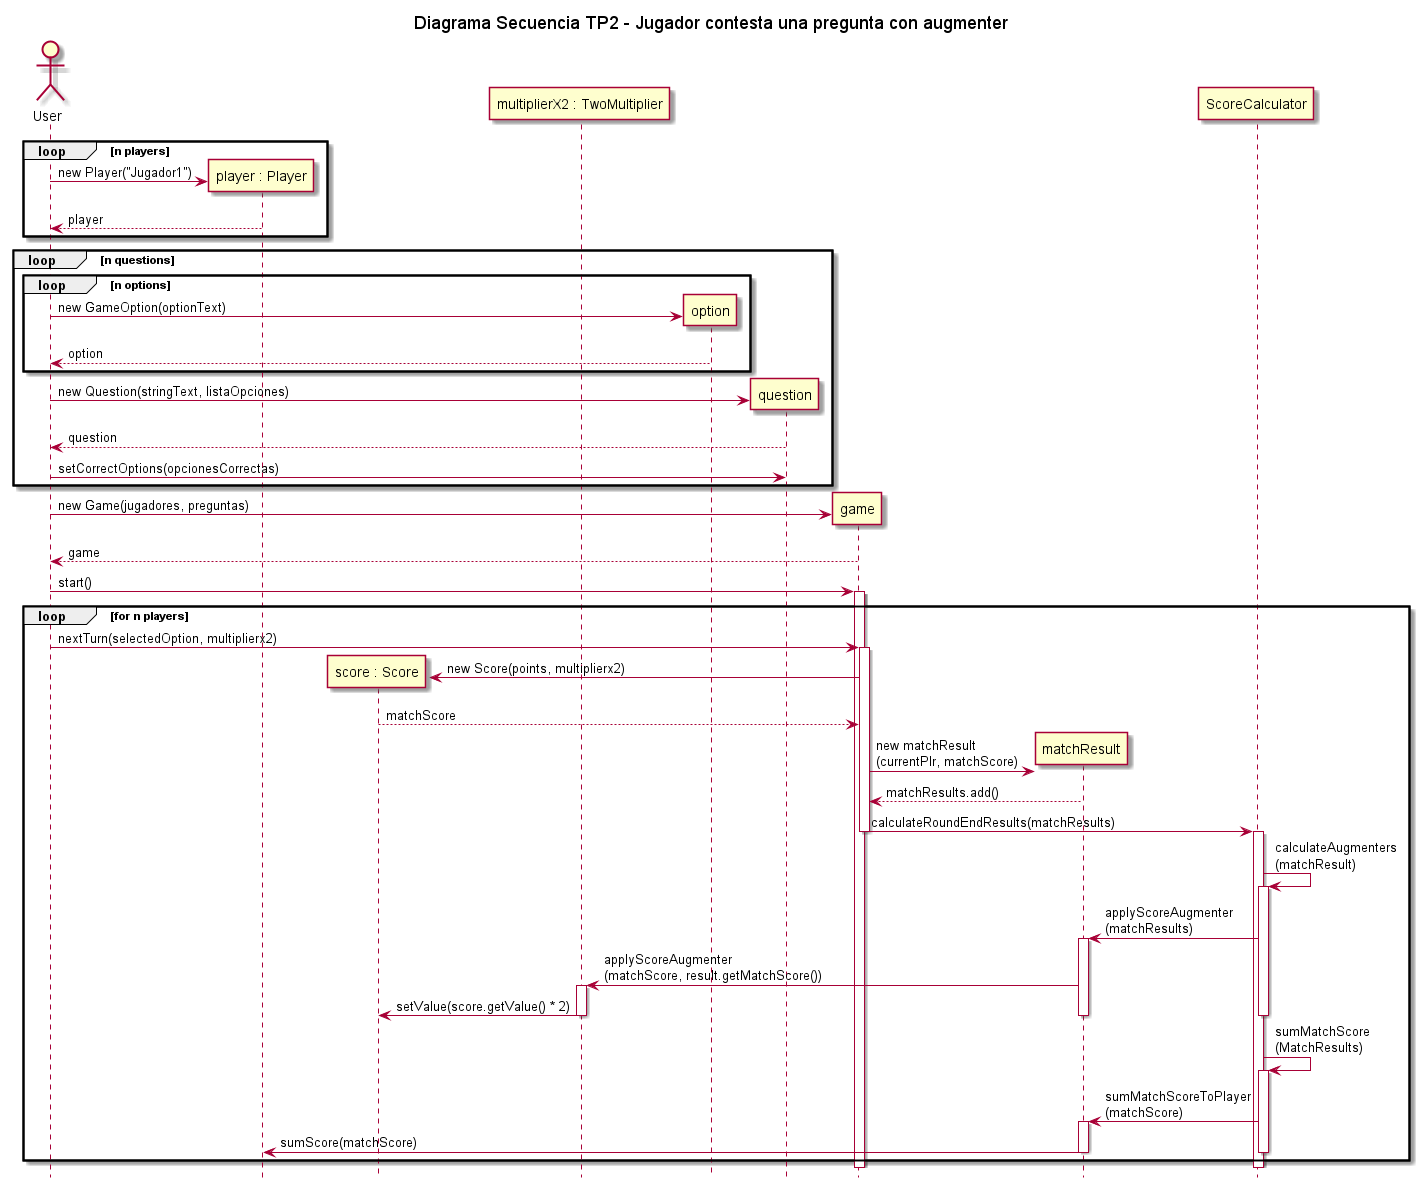 Diagrama Secuencia TP2 - Jugador contesta una pregunta con augmenter
User
multiplierX2 : TwoMultiplier
ScoreCalculator
loop [n players]
new Player("Jugador1")
player : Player
player
loop [n questions]
loop [n options]
new GameOption(optionText)
option
option
new Question(stringText, listaOpciones)
question
question
setCorrectOptions(opcionesCorrectas)
new Game(jugadores, preguntas)
game
game
start()
loop [for n players]
nextTurn(selectedOption, multiplierx2)
score : Score
new Score(points, multiplierx2)
matchScore
new matchResult
(currentPlr, matchScore)
matchResult
matchResults.add()
calculateRoundEndResults(matchResults)
calculateAugmenters
(matchResult)
applyScoreAugmenter
(matchResults)
applyScoreAugmenter
(matchScore, result.getMatchScore())
setValue(score.getValue() * 2)
sumMatchScore
(MatchResults)
sumMatchScoreToPlayer
(matchScore)
sumScore(matchScore)